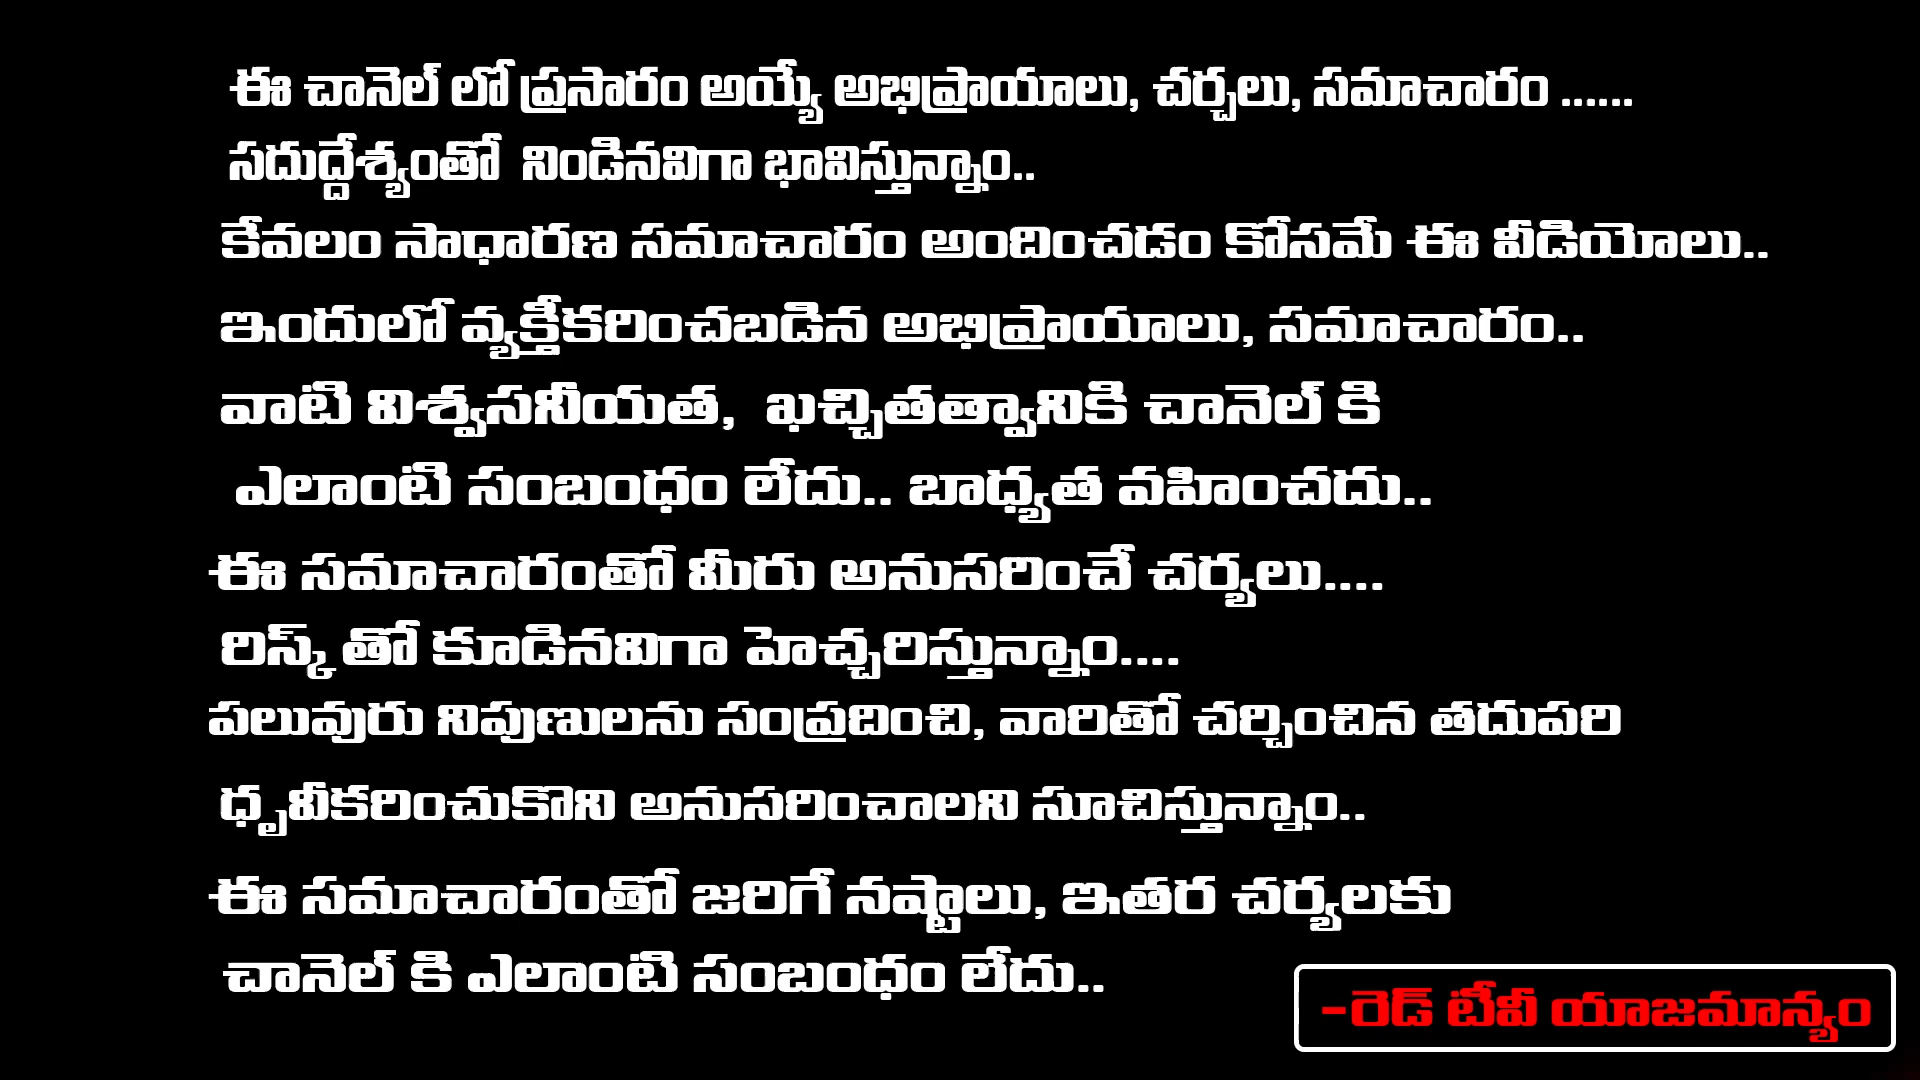 ఈ చానెల్ లో ప్రసారం అయ్యే అభిప్రాయాలు, చర్చలు, సమాచారం ......
సదుద్దేశ్యంతో నిండినవిగా భావిస్తున్నాం..
కేవలం సాధారణ సమాచారం అందించడం కోసమే ఈ వీడియోలు..
ఇందులో వ్యక్తీకరించబడిన అభిప్రాయాలు, సమాచారం..
వాటి విశ్వసనీయత, ఖచ్చితత్వానికి చానెల్ కి
ఎలాంటి సంబంధం లేదు.. బాధ్యత వహించదు..
ఈ సమాచారంతో మీరు అనుసరించే చర్యలు....
రిస్క్ తో కూడినవిగా హెచ్చరిస్తున్నాం....
పలువురు నిపుణులను సంప్రదించి, వారితో చర్చించిన తదుపరి
ధృవీకరించుకొని అనుసరించాలని సూచిస్తున్నాం..
ఈ సమాచారంతో జరిగే నష్టాలు, ఇతర చర్యలకు
చానెల్ కి ఎలాంటి సంబంధం లేదు..
-రెడ్ టీవీ యాజమాన్యం